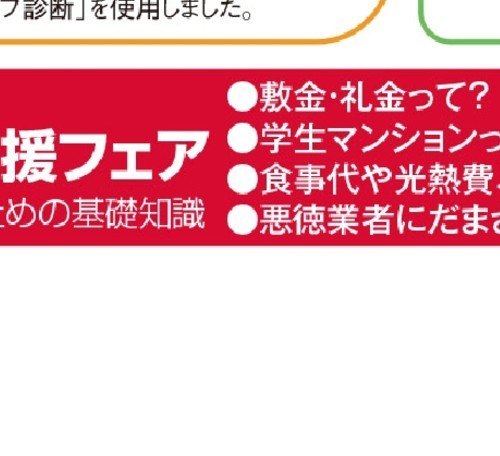 フ診断」を使用しました。
援フェア
ための基礎知識
●敷金・礼金って?
●学生マンションっ
●食事代や光熱費、
●悪徳業者にだまさ